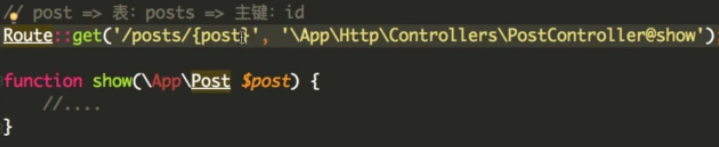 // post => 表: posts => 主键: id
Route::get('/posts/{post}', '\App\Http\Controllers\PostController@show')
function show(\App\Post $post) {
//....
}